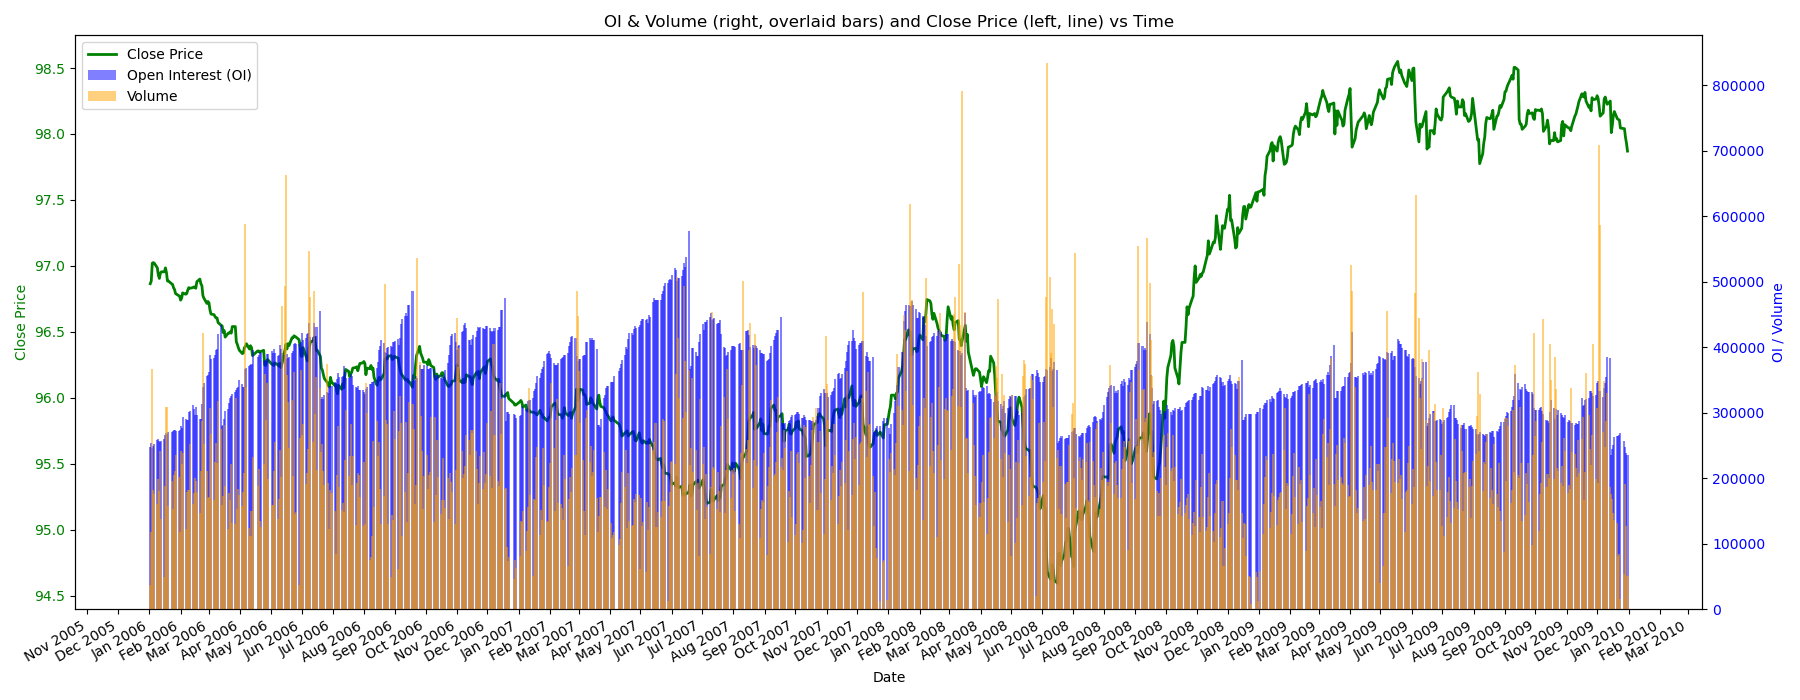 OI & Volume (right, overlaid bars) and Close Price (left, line) vs Time
Close Price
Open Interest (OI)
Volume
98.5
98.0
97.5
97.0
96.5
96.0
95.5
95.0
94.5
Close Price
800000
700000
600000
500000
400000
300000
200000
100000
0
OI / Volume
Nov 2005
Dec 2005
Jan 2006
Feb 2006
Mar 2006
Apr 2006
May 2006
Jun 2006
Jul 2006
Aug 2006
Sep 2006
Oct 2006
Nov 2006
Dec 2006
Jan 2007
Feb 2007
Mar 2007
Apr 2007
May 2007
Jun 2007
Jul 2007
Aug 2007
Sep 2007
Oct 2007
Nov 2007
Dec 2007
Jan 2008
Feb 2008
Mar 2008
Apr 2008
May 2008
Jun 2008
Jul 2008
Aug 2008
Sep 2008
Oct 2008
Nov 2008
Dec 2008
Jan 2009
Feb 2009
Mar 2009
Apr 2009
May 2009
Jun 2009
Jul 2009
Aug 2009
Sep 2009
Oct 2009
Nov 2009
Dec 2009
Jan 2010
Feb 2010
Mar 2010
Date